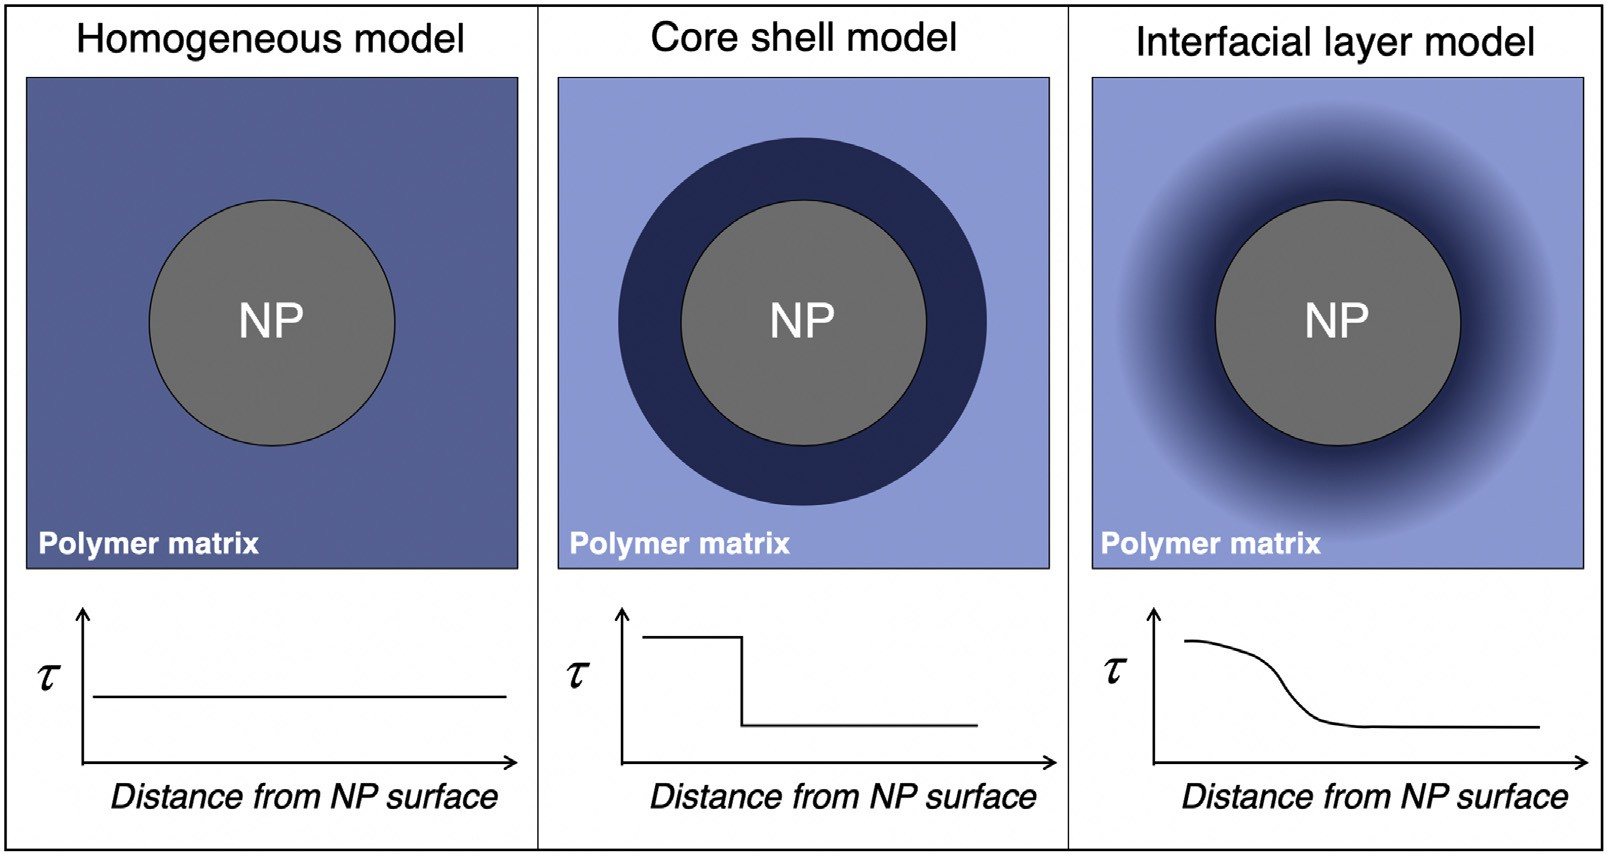 Homogeneous model
NP
Polymer matrix
τ
Distance from NP surface
Core shell model
NP
Polymer matrix
τ
Distance from NP surface
Interfacial layer model
NP
Polymer matrix
τ
Distance from NP surface